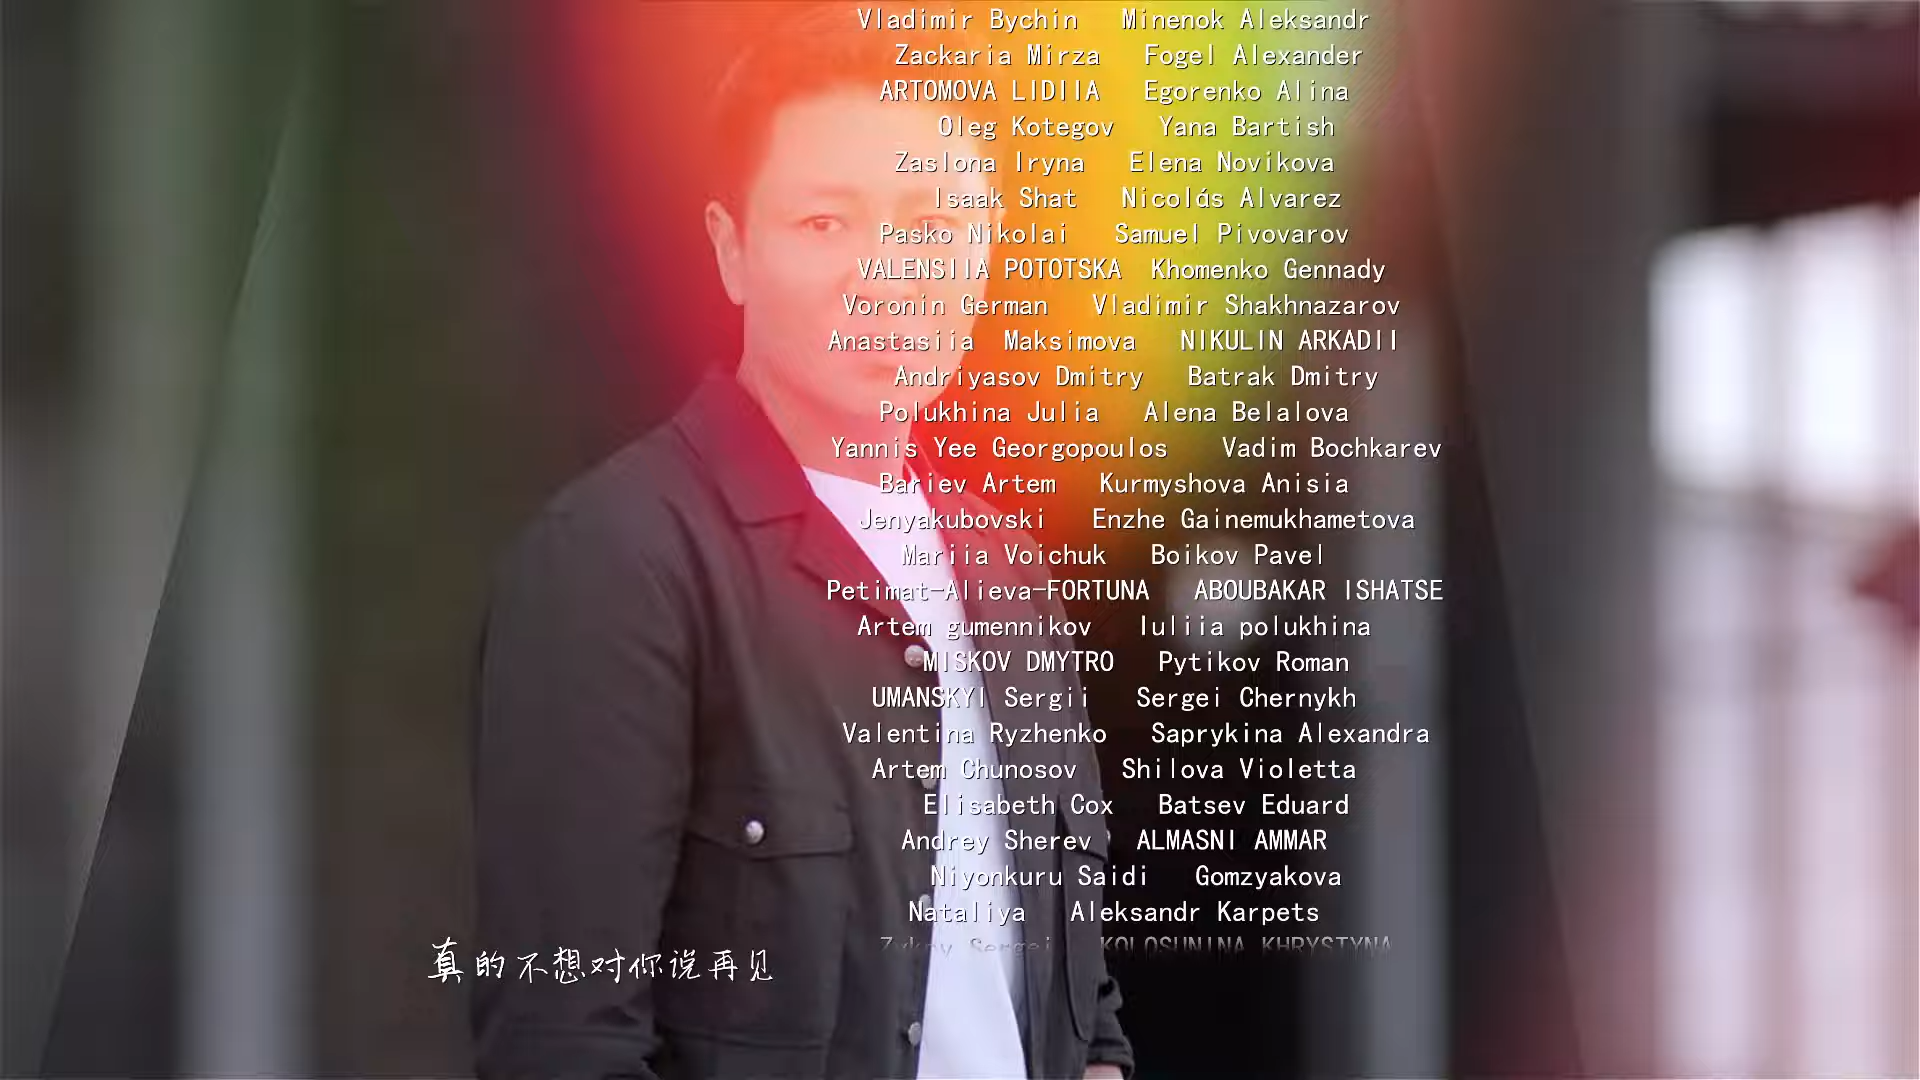 Vladimir Bychin Minenok Aleksandr
Zackaria Mirza Fogel Alexander
ARTOMOVA LIDIIA Egorenko Alina
Oleg Kotegov Yana Bartish
Zaslona Iryna Elena Novikova
Isaak Shat Nicolás Alvarez
Pasko Nikolai Samuel Pivovarov
VALENSIIA POTOTSKA Khomenko Gennady
Voronin German Vladimir Shakhnazarov
Anastasiia Maksimova NIKULIN ARKADII
Andriyasov Dmitry Batrak Dmitry
Polukhina Julia Alena Belalova
Yannis Yee Georgopoulos Vadim Bochkarev
Bariev Artem Kurmyshova Anisia
Jenyakubovski Enzhe Gainemukhametova
Mariia Voichuk Boikov Pavel
Petimat-Alieva-FORTUNA ABOUBAKAR ISHATSE
Artem gumennikov Iuliia polukhina
MISKOV DMYTRO Pytikov Roman
UMANSKYI Sergii Sergei Chernykh
Valentina Ryzhenko Saprykina Alexandra
Artem Chunosov Shilova Violetta
Elisabeth Cox Batsev Eduard
Andrey Sherev ALMASNI AMMAR
Niyonkuru Saidi Gomzyakova
Nataliya Aleksandr Karpets
Sergei KOLOSUNINA KHRYSTYNA
真的不想对你说再见